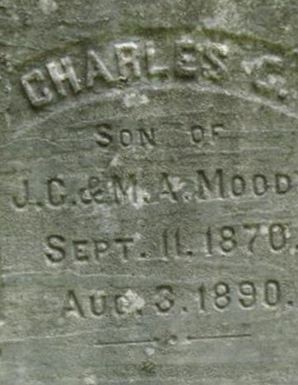 CHARLES G.
SON OF
J.C. & M.A. MOOD
SEPT. 11. 1870.
AUG. 3. 1890.